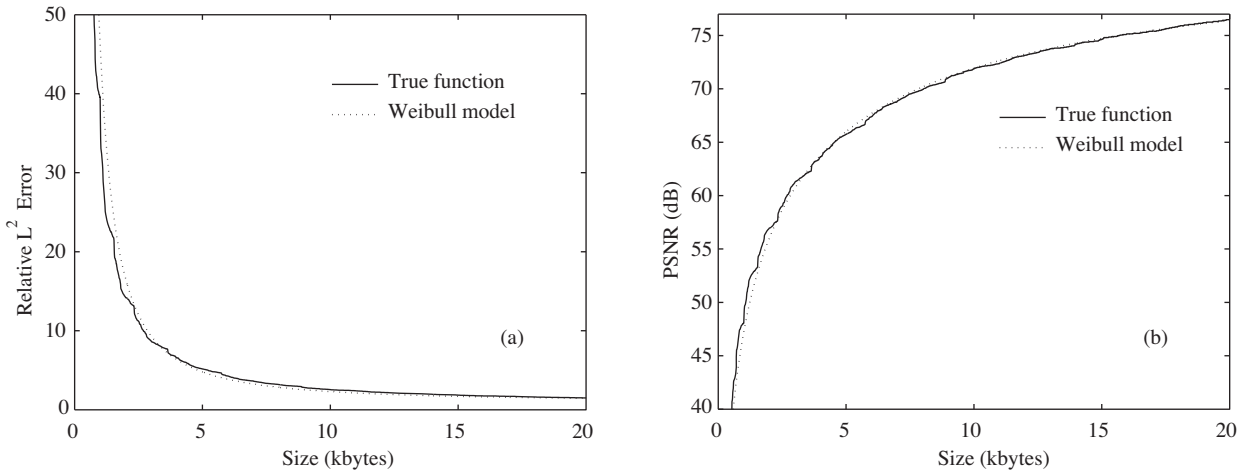 50
40
30
20
10
0
Relative L² Error
0 5 10 15 20
Size (kbytes)
True function
Weibull model
(a)
75
70
65
60
55
50
45
40
PSNR (dB)
0 5 10 15 20
Size (kbytes)
True function
Weibull model
(b)